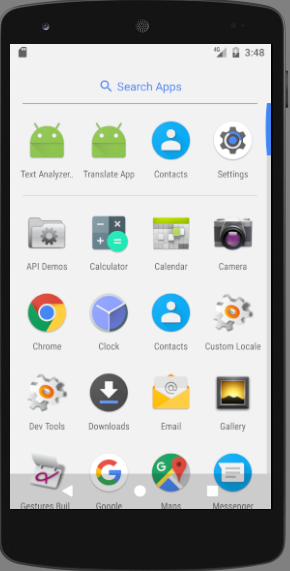 4G 3:48
Search Apps
Text Analyzer.. Translate App Contacts Settings
API Demos Calculator Calendar Camera
Chrome Clock Contacts Custom Locale
Dev Tools Downloads Email Gallery
Gestures Buil Google Maps Messenger